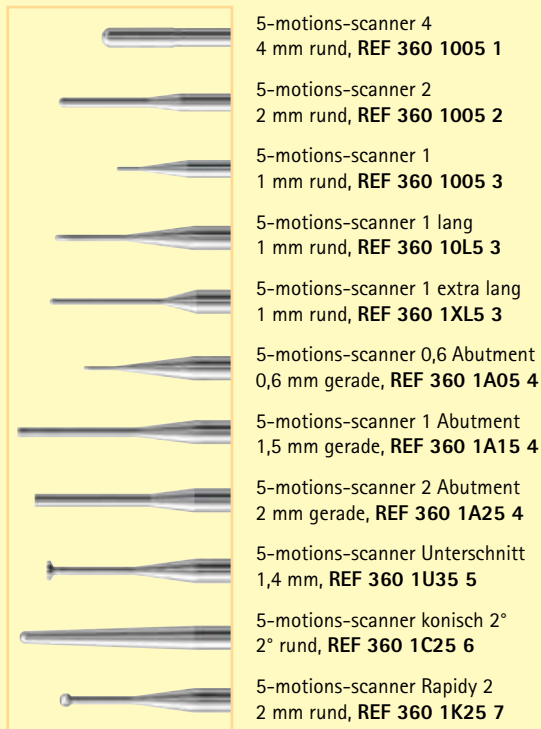 5-motions-scanner 4
4 mm rund, REF 360 1005 1
5-motions-scanner 2
2 mm rund, REF 360 1005 2
5-motions-scanner 1
1 mm rund, REF 360 1005 3
5-motions-scanner 1 lang
1 mm rund, REF 360 10L5 3
5-motions-scanner 1 extra lang
1 mm rund, REF 360 1XL5 3
5-motions-scanner 0,6 Abutment
0,6 mm gerade, REF 360 1A05 4
5-motions-scanner 1 Abutment
1,5 mm gerade, REF 360 1A15 4
5-motions-scanner 2 Abutment
2 mm gerade, REF 360 1A25 4
5-motions-scanner Unterschnitt
1,4 mm, REF 360 1U35 5
5-motions-scanner konisch 2°
2° rund, REF 360 1C25 6
5-motions-scanner Rapidy 2
2 mm rund, REF 360 1K25 7